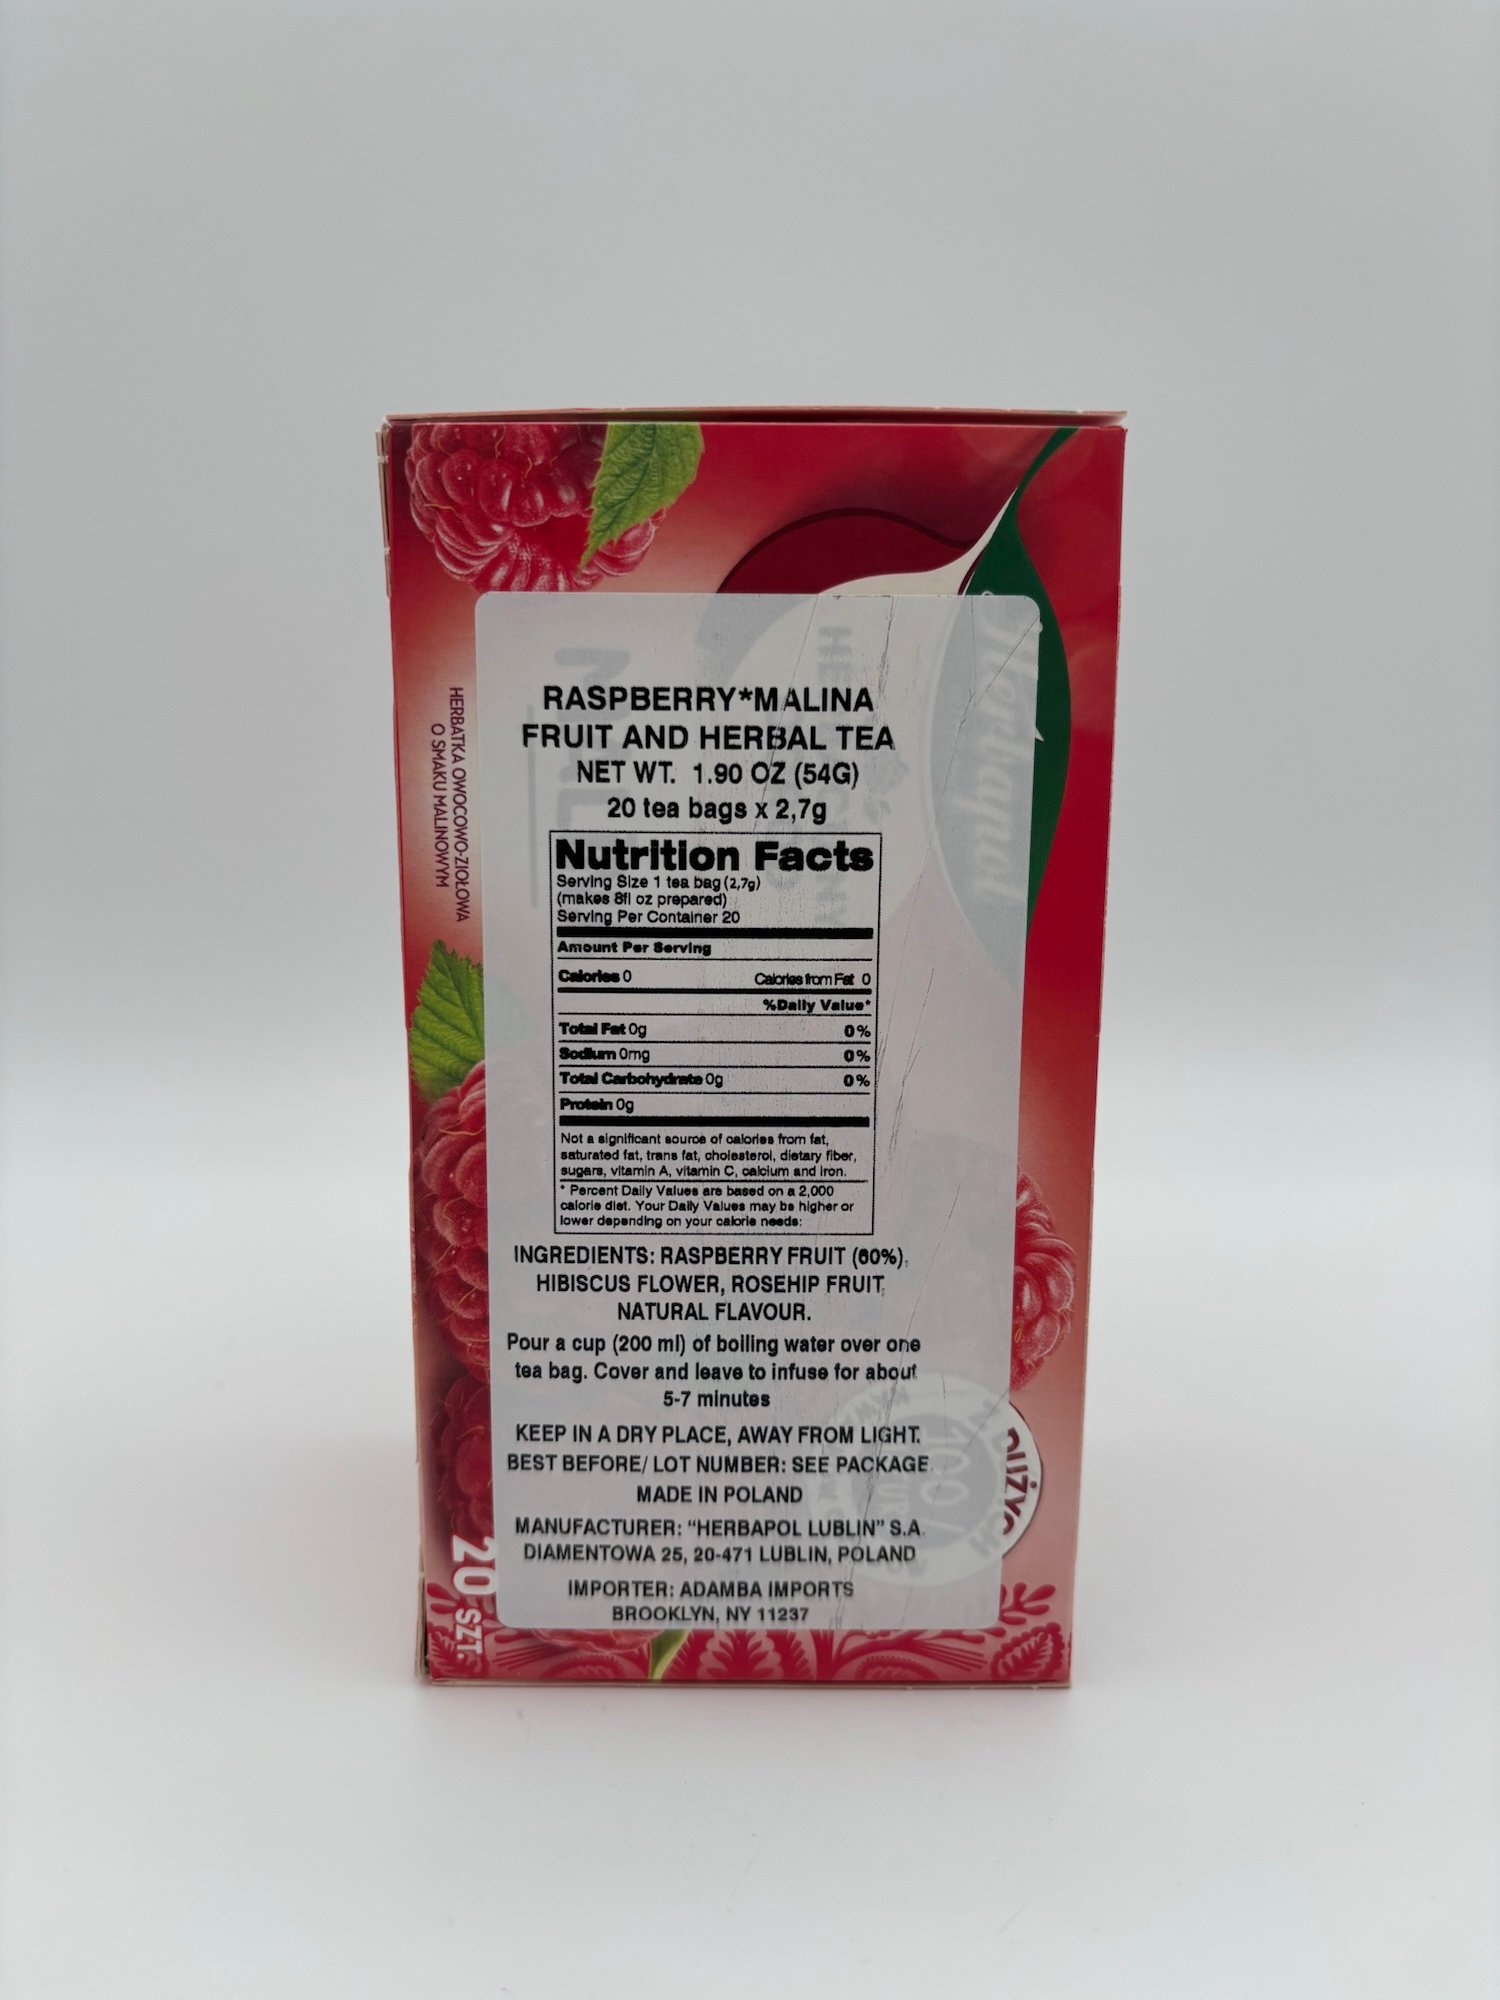 RASPBERRY*MALINA
FRUIT AND HERBAL TEA
NET WT. 1.90 OZ (54G)
20 tea bags x 2,7g
Nutrition Facts
Serving Size 1 tea bag (2,7g)
(makes 8fl oz prepared)
Serving Per Container 20
Amount Per Serving
Calories 0 Calories from Fat 0
%Daily Value*
Total Fat 0g 0%
Sodium 0mg 0%
Total Carbohydrate 0g 0%
Protein 0g
Not a significant source of calories from fat,
saturated fat, trans fat, cholesterol, dietary fiber,
sugars, vitamin A, vitamin C, calcium and iron.
* Percent Daily Values are based on a 2,000
calorie diet. Your Daily Values may be higher or
lower depending on your calorie needs:
INGREDIENTS: RASPBERRY FRUIT (60%),
HIBISCUS FLOWER, ROSEHIP FRUIT,
NATURAL FLAVOUR.
Pour a cup (200 ml) of boiling water over one
tea bag. Cover and leave to infuse for about
5-7 minutes
KEEP IN A DRY PLACE, AWAY FROM LIGHT.
BEST BEFORE/ LOT NUMBER: SEE PACKAGE.
MADE IN POLAND
MANUFACTURER: “HERBAPOL LUBLIN” S.A.
DIAMENTOWA 25, 20-471 LUBLIN, POLAND
IMPORTER: ADAMBA IMPORTS
BROOKLYN, NY 11237
HERBATKA OWOCOWO-ZIOŁOWA
O SMAKU MALINOWYM
20 SZT.
Herbapol